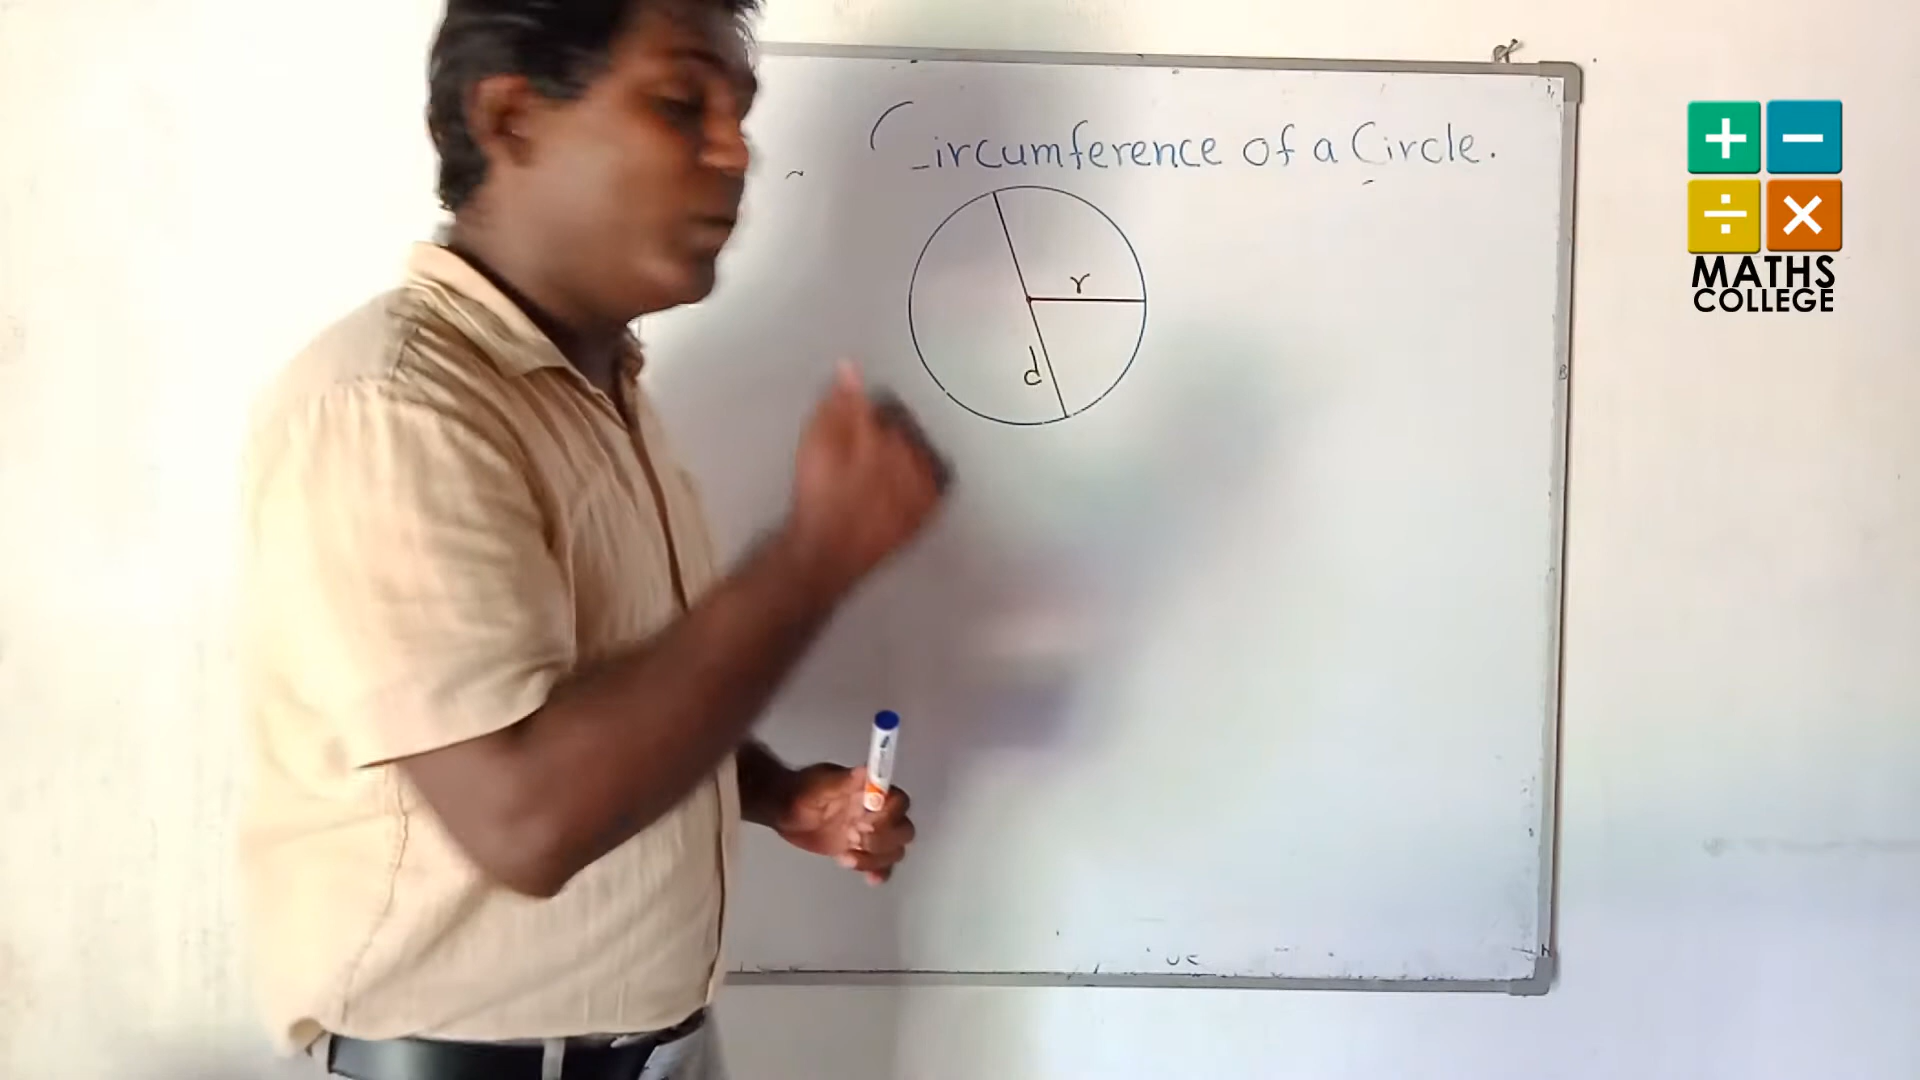 Circumference of a Circle.
r
d
+ −
÷ ×
MATHS
COLLEGE